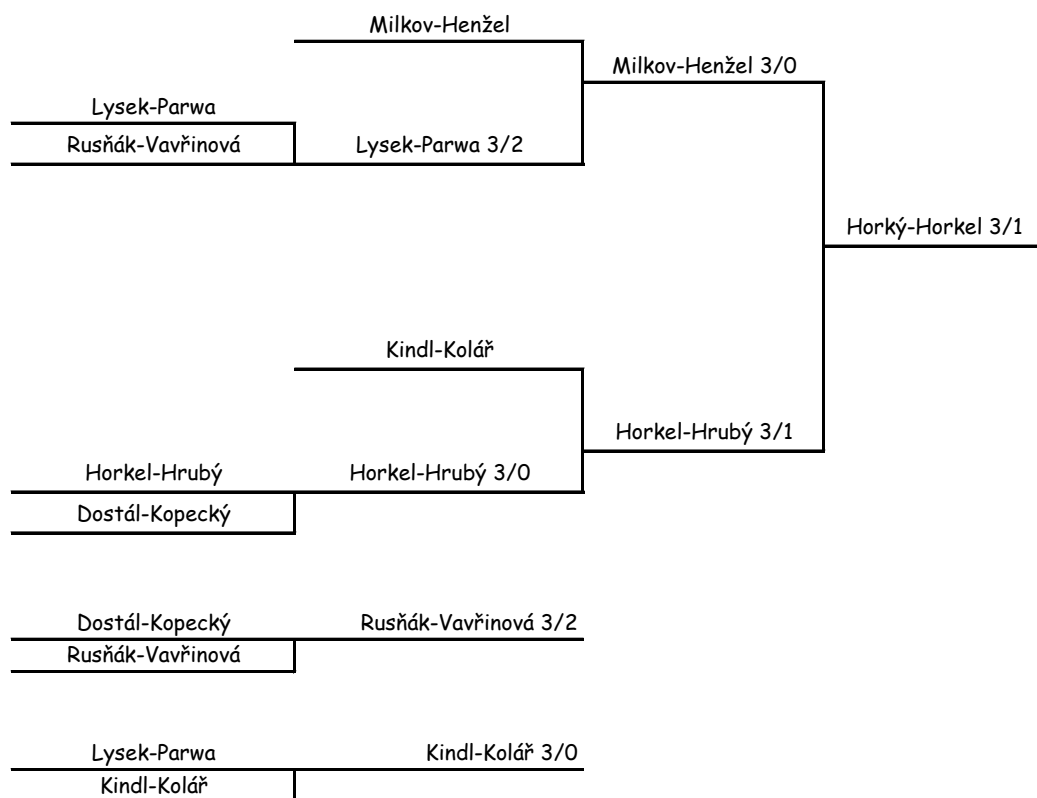 Milkov-Henžel
Milkov-Henžel 3/0
Lysek-Parwa
Rusňák-Vavřinová
Lysek-Parwa 3/2
Horký-Horkel 3/1
Kindl-Kolář
Horkel-Hrubý 3/1
Horkel-Hrubý
Horkel-Hrubý 3/0
Dostál-Kopecký
Dostál-Kopecký
Rusňák-Vavřinová 3/2
Rusňák-Vavřinová
Lysek-Parwa
Kindl-Kolář 3/0
Kindl-Kolář